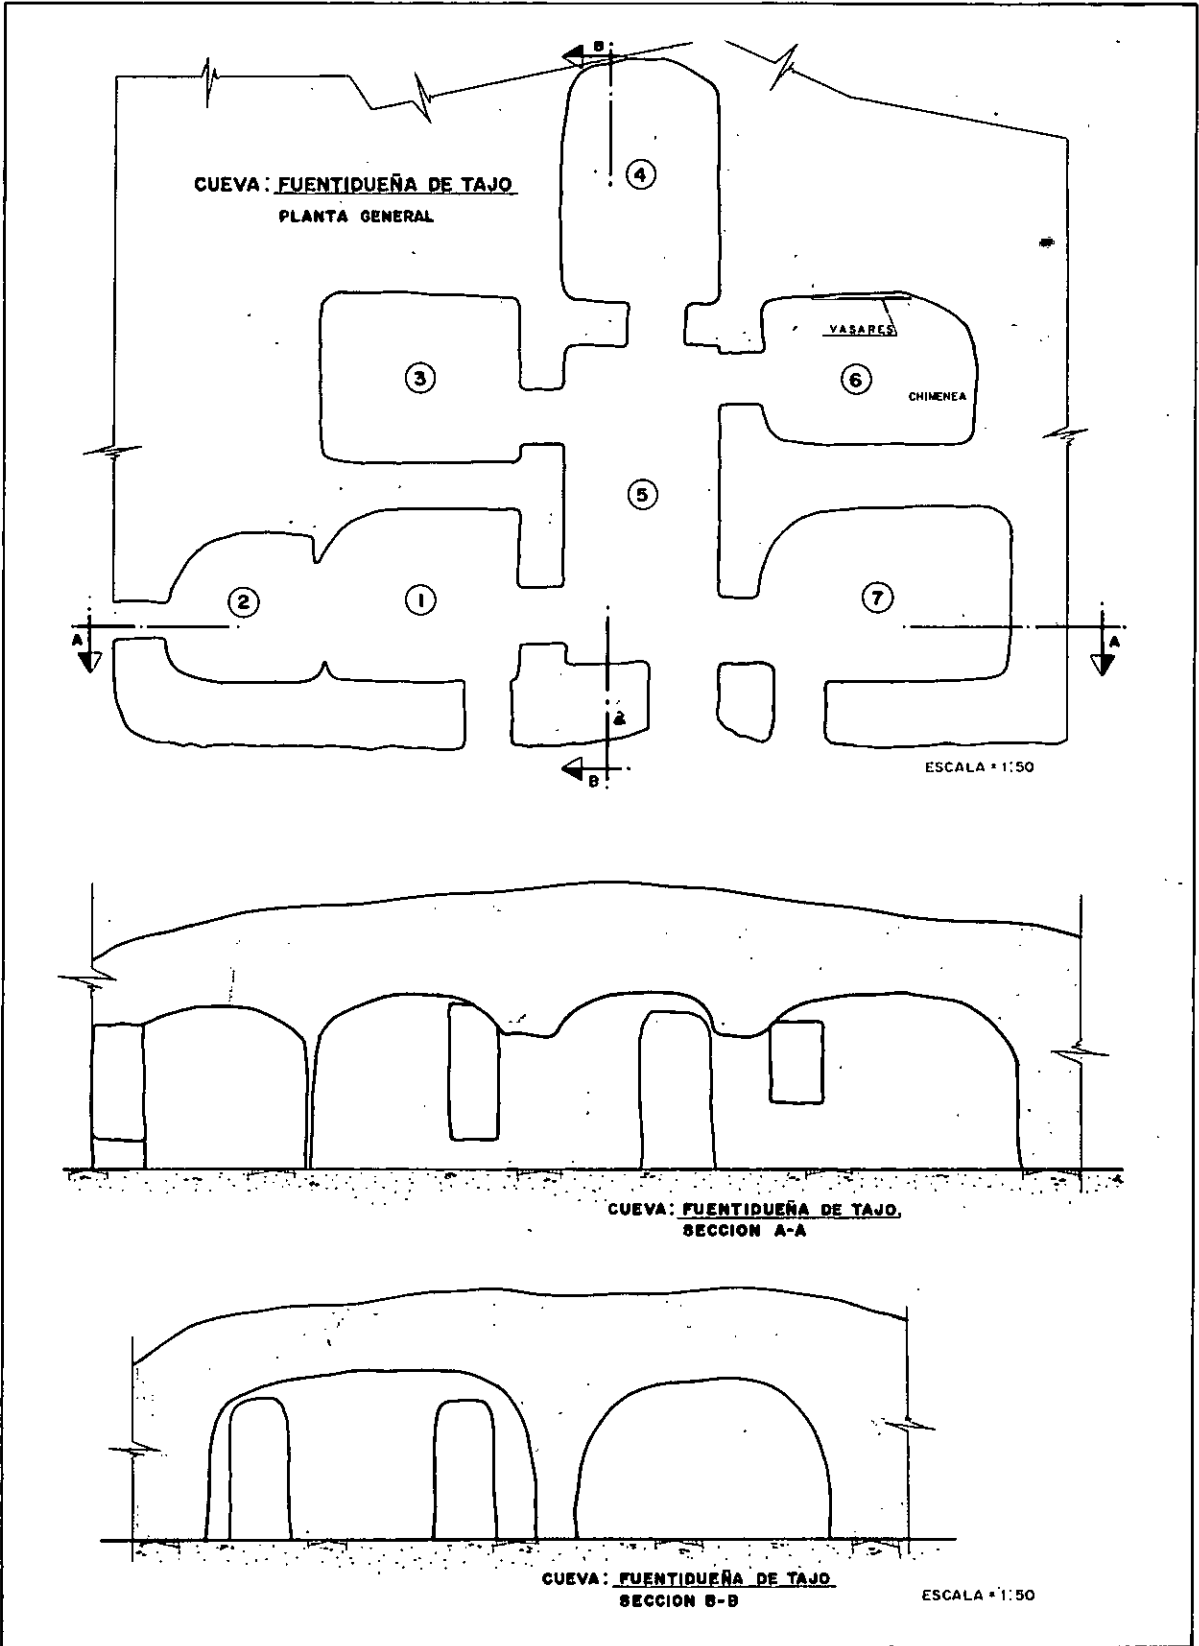 B
CUEVA: FUENTIDUEÑA DE TAJO
PLANTA GENERAL
4
VASARES
3
6
CHIMENEA
5
2
1
7
A
A
B
ESCALA = 1:50
CUEVA: FUENTIDUEÑA DE TAJO.
SECCION A-A
CUEVA: FUENTIDUEÑA DE TAJO
SECCION B-B
ESCALA = 1:50